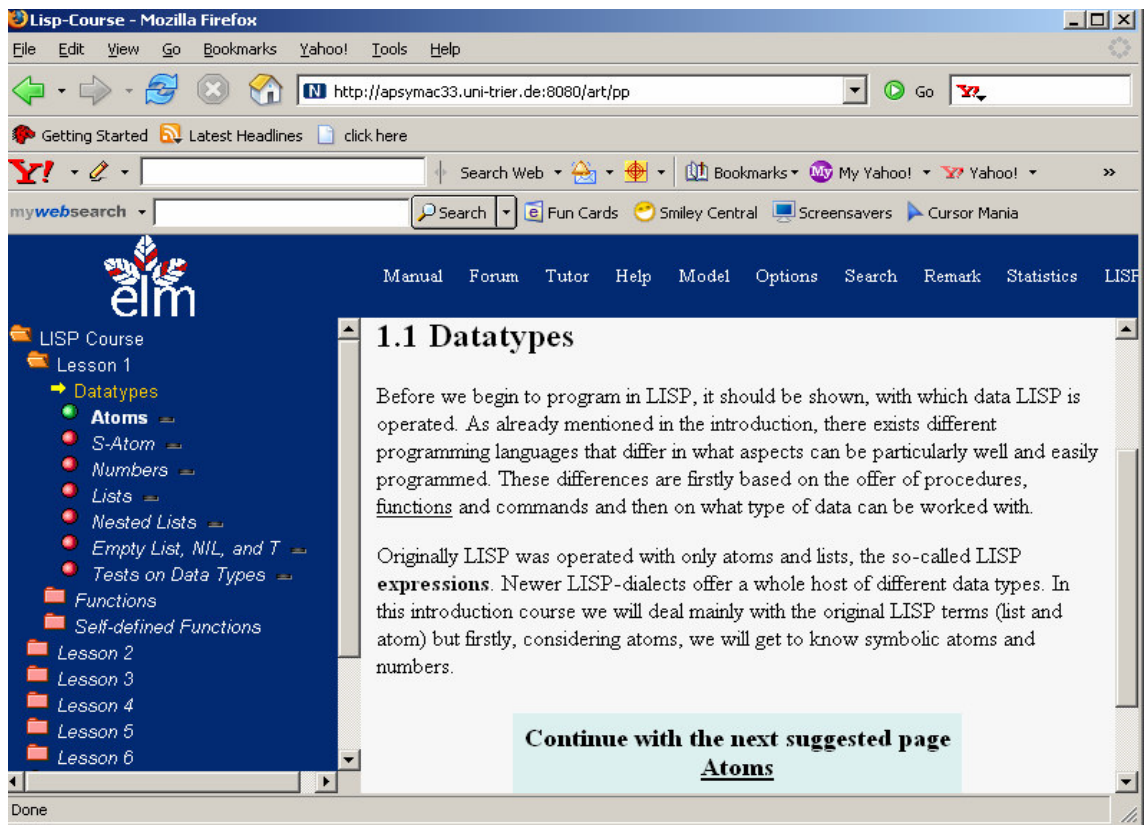 Lisp-Course - Mozilla Firefox
File Edit View Go Bookmarks Yahoo! Tools Help
http://apsymac33.uni-trier.de:8080/art/pp Go
Getting Started Latest Headlines click here
Y! Search Web Bookmarks My Yahoo! Yahoo! »
mywebsearch Search Fun Cards Smiley Central Screensavers Cursor Mania
elm
Manual Forum Tutor Help Model Options Search Remark Statistics LISP
LISP Course
Lesson 1
Datatypes
Atoms
S-Atom
Numbers
Lists
Nested Lists
Empty List, NIL, and T
Tests on Data Types
Functions
Self-defined Functions
Lesson 2
Lesson 3
Lesson 4
Lesson 5
Lesson 6
1.1 Datatypes
Before we begin to program in LISP, it should be shown, with which data LISP is
operated. As already mentioned in the introduction, there exists different
programming languages that differ in what aspects can be particularly well and easily
programmed. These differences are firstly based on the offer of procedures,
functions and commands and then on what type of data can be worked with.
Originally LISP was operated with only atoms and lists, the so-called LISP
expressions. Newer LISP-dialects offer a whole host of different data types. In
this introduction course we will deal mainly with the original LISP terms (list and
atom) but firstly, considering atoms, we will get to know symbolic atoms and
numbers.
Continue with the next suggested page
Atoms
Done